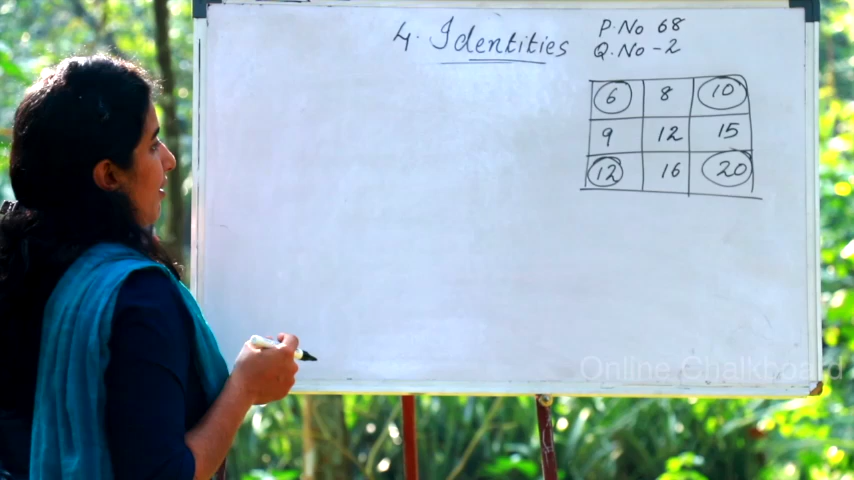 4. Identities
P.No 68
Q.No - 2
6 8 10
9 12 15
12 16 20
Online Chalkboard